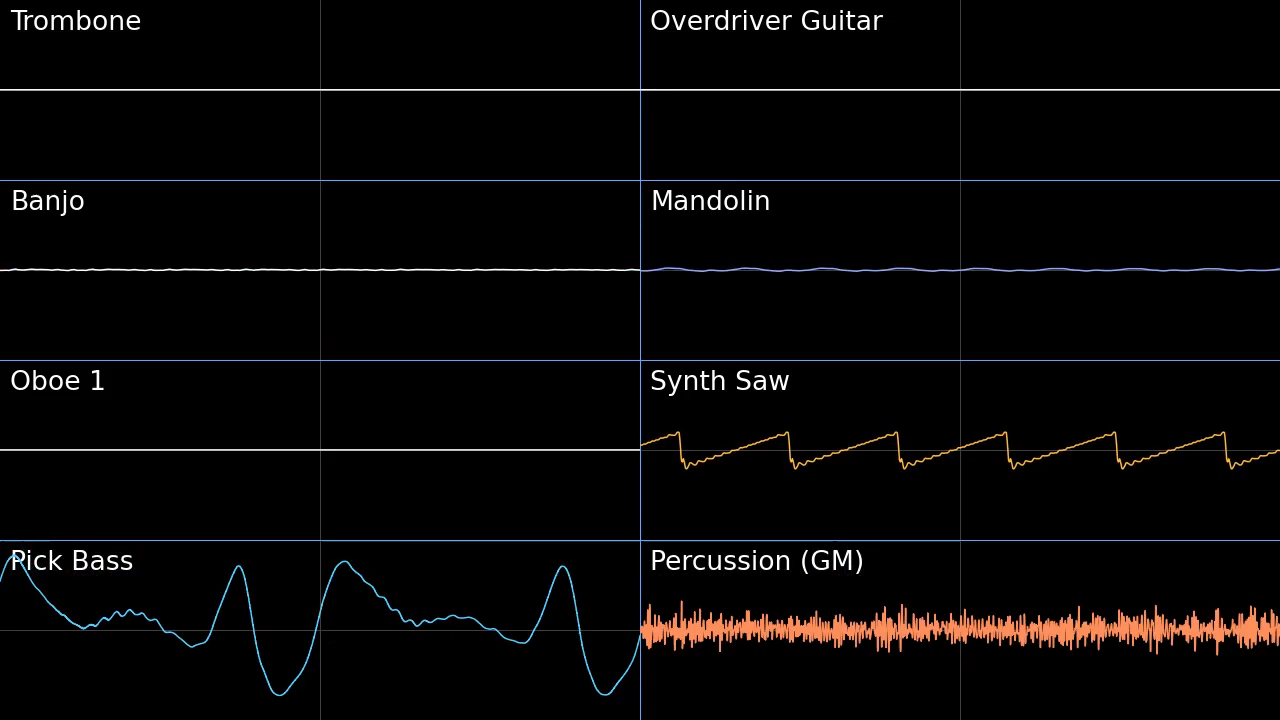 Trombone
Overdriver Guitar
Banjo
Mandolin
Oboe 1
Synth Saw
Pick Bass
Percussion (GM)